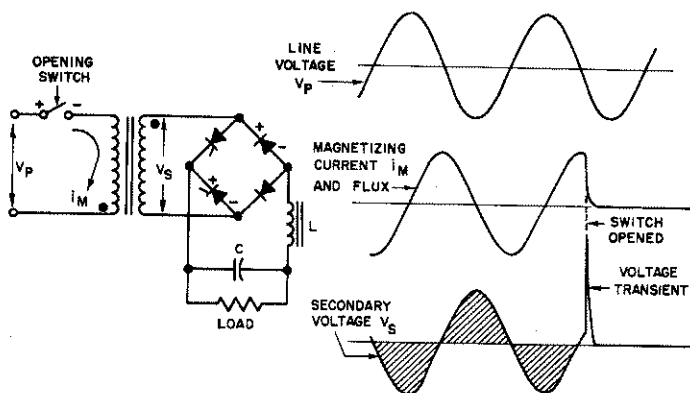 OPENING
SWITCH
+ -
V_P
i_M
V_S
+
-
+
-
L
C
LOAD
LINE
VOLTAGE
V_P
MAGNETIZING
CURRENT i_M
AND FLUX
SWITCH
OPENED
VOLTAGE
TRANSIENT
SECONDARY
VOLTAGE V_S